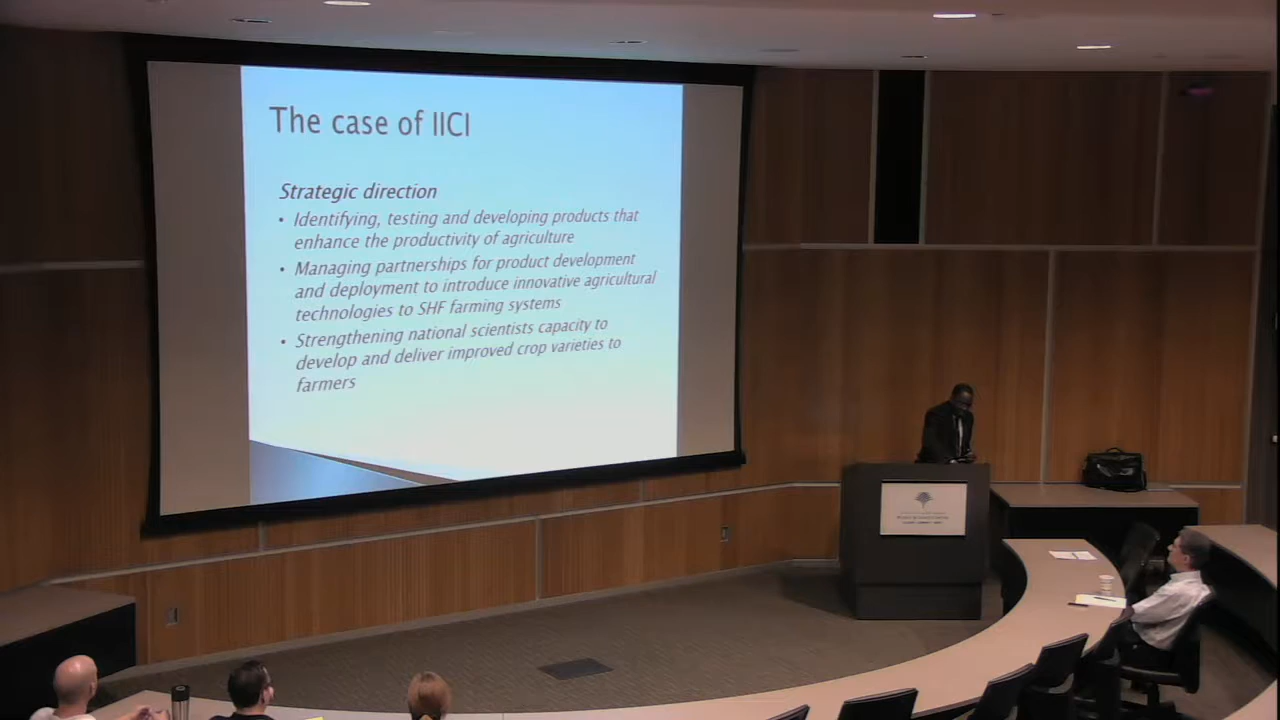 The case of IICI
Strategic direction
• Identifying, testing and developing products that
enhance the productivity of agriculture
• Managing partnerships for product development
and deployment to introduce innovative agricultural
technologies to SHF farming systems
• Strengthening national scientists capacity to
develop and deliver improved crop varieties to
farmers